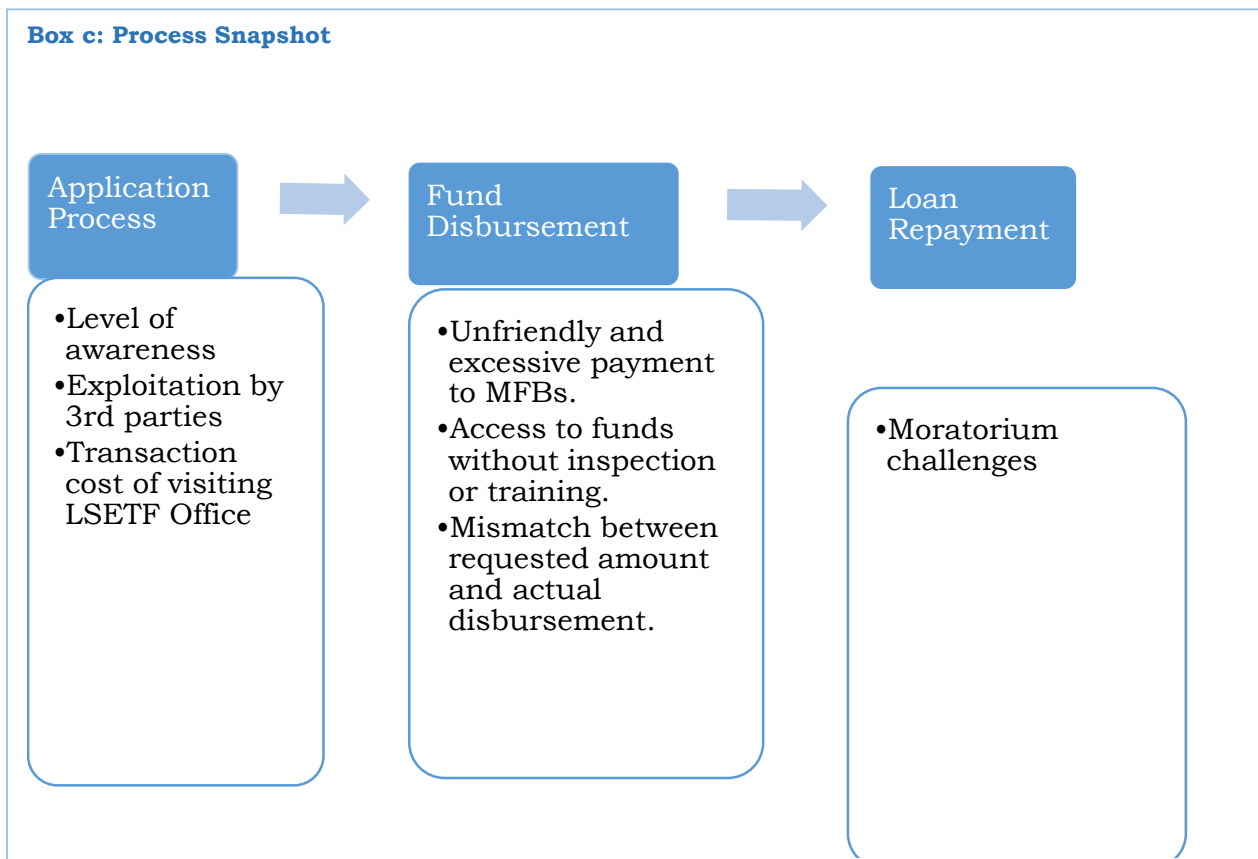 Box c: Process Snapshot
Application
Process
•Level of
awareness
•Exploitation by
3rd parties
•Transaction
cost of visiting
LSETF Office
Fund
Disbursement
•Unfriendly and
excessive payment
to MFBs.
•Access to funds
without inspection
or training.
•Mismatch between
requested amount
and actual
disbursement.
Loan
Repayment
•Moratorium
challenges